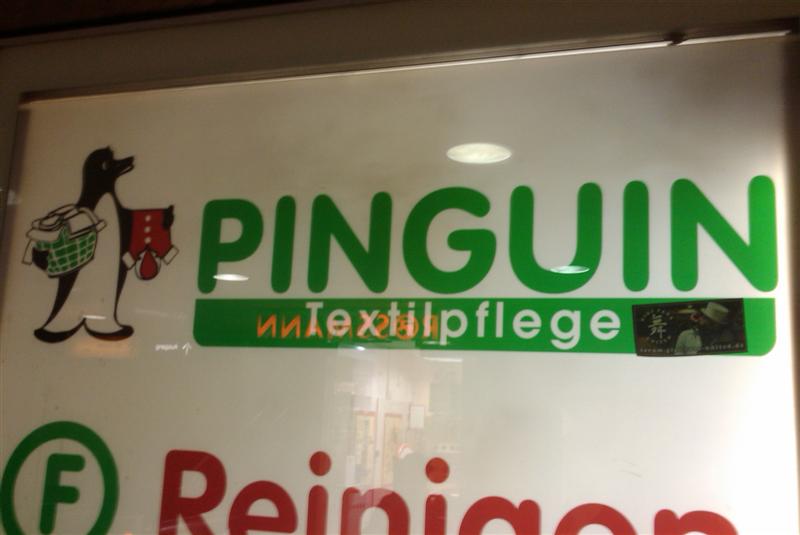 PINGUIN
Textilpflege
F
Reinigen